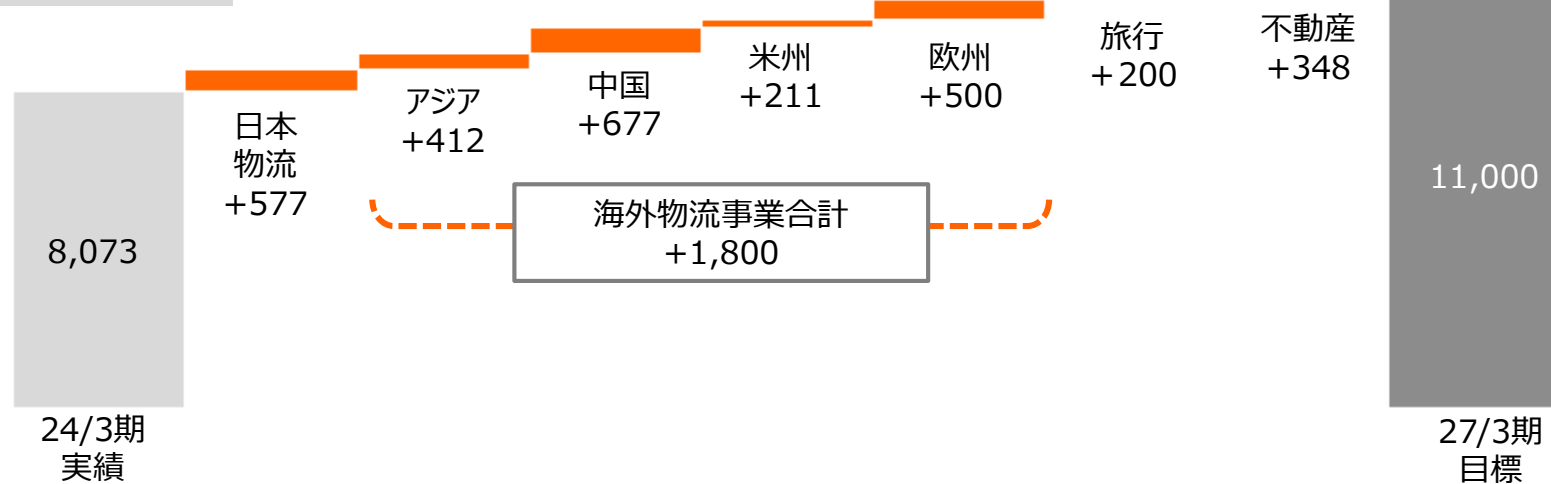 8,073
24/3期
実績
日本
物流
+577
アジア
+412
中国
+677
米州
+211
欧州
+500
海外物流事業合計
+1,800
旅行
+200
不動産
+348
11,000
27/3期
目標